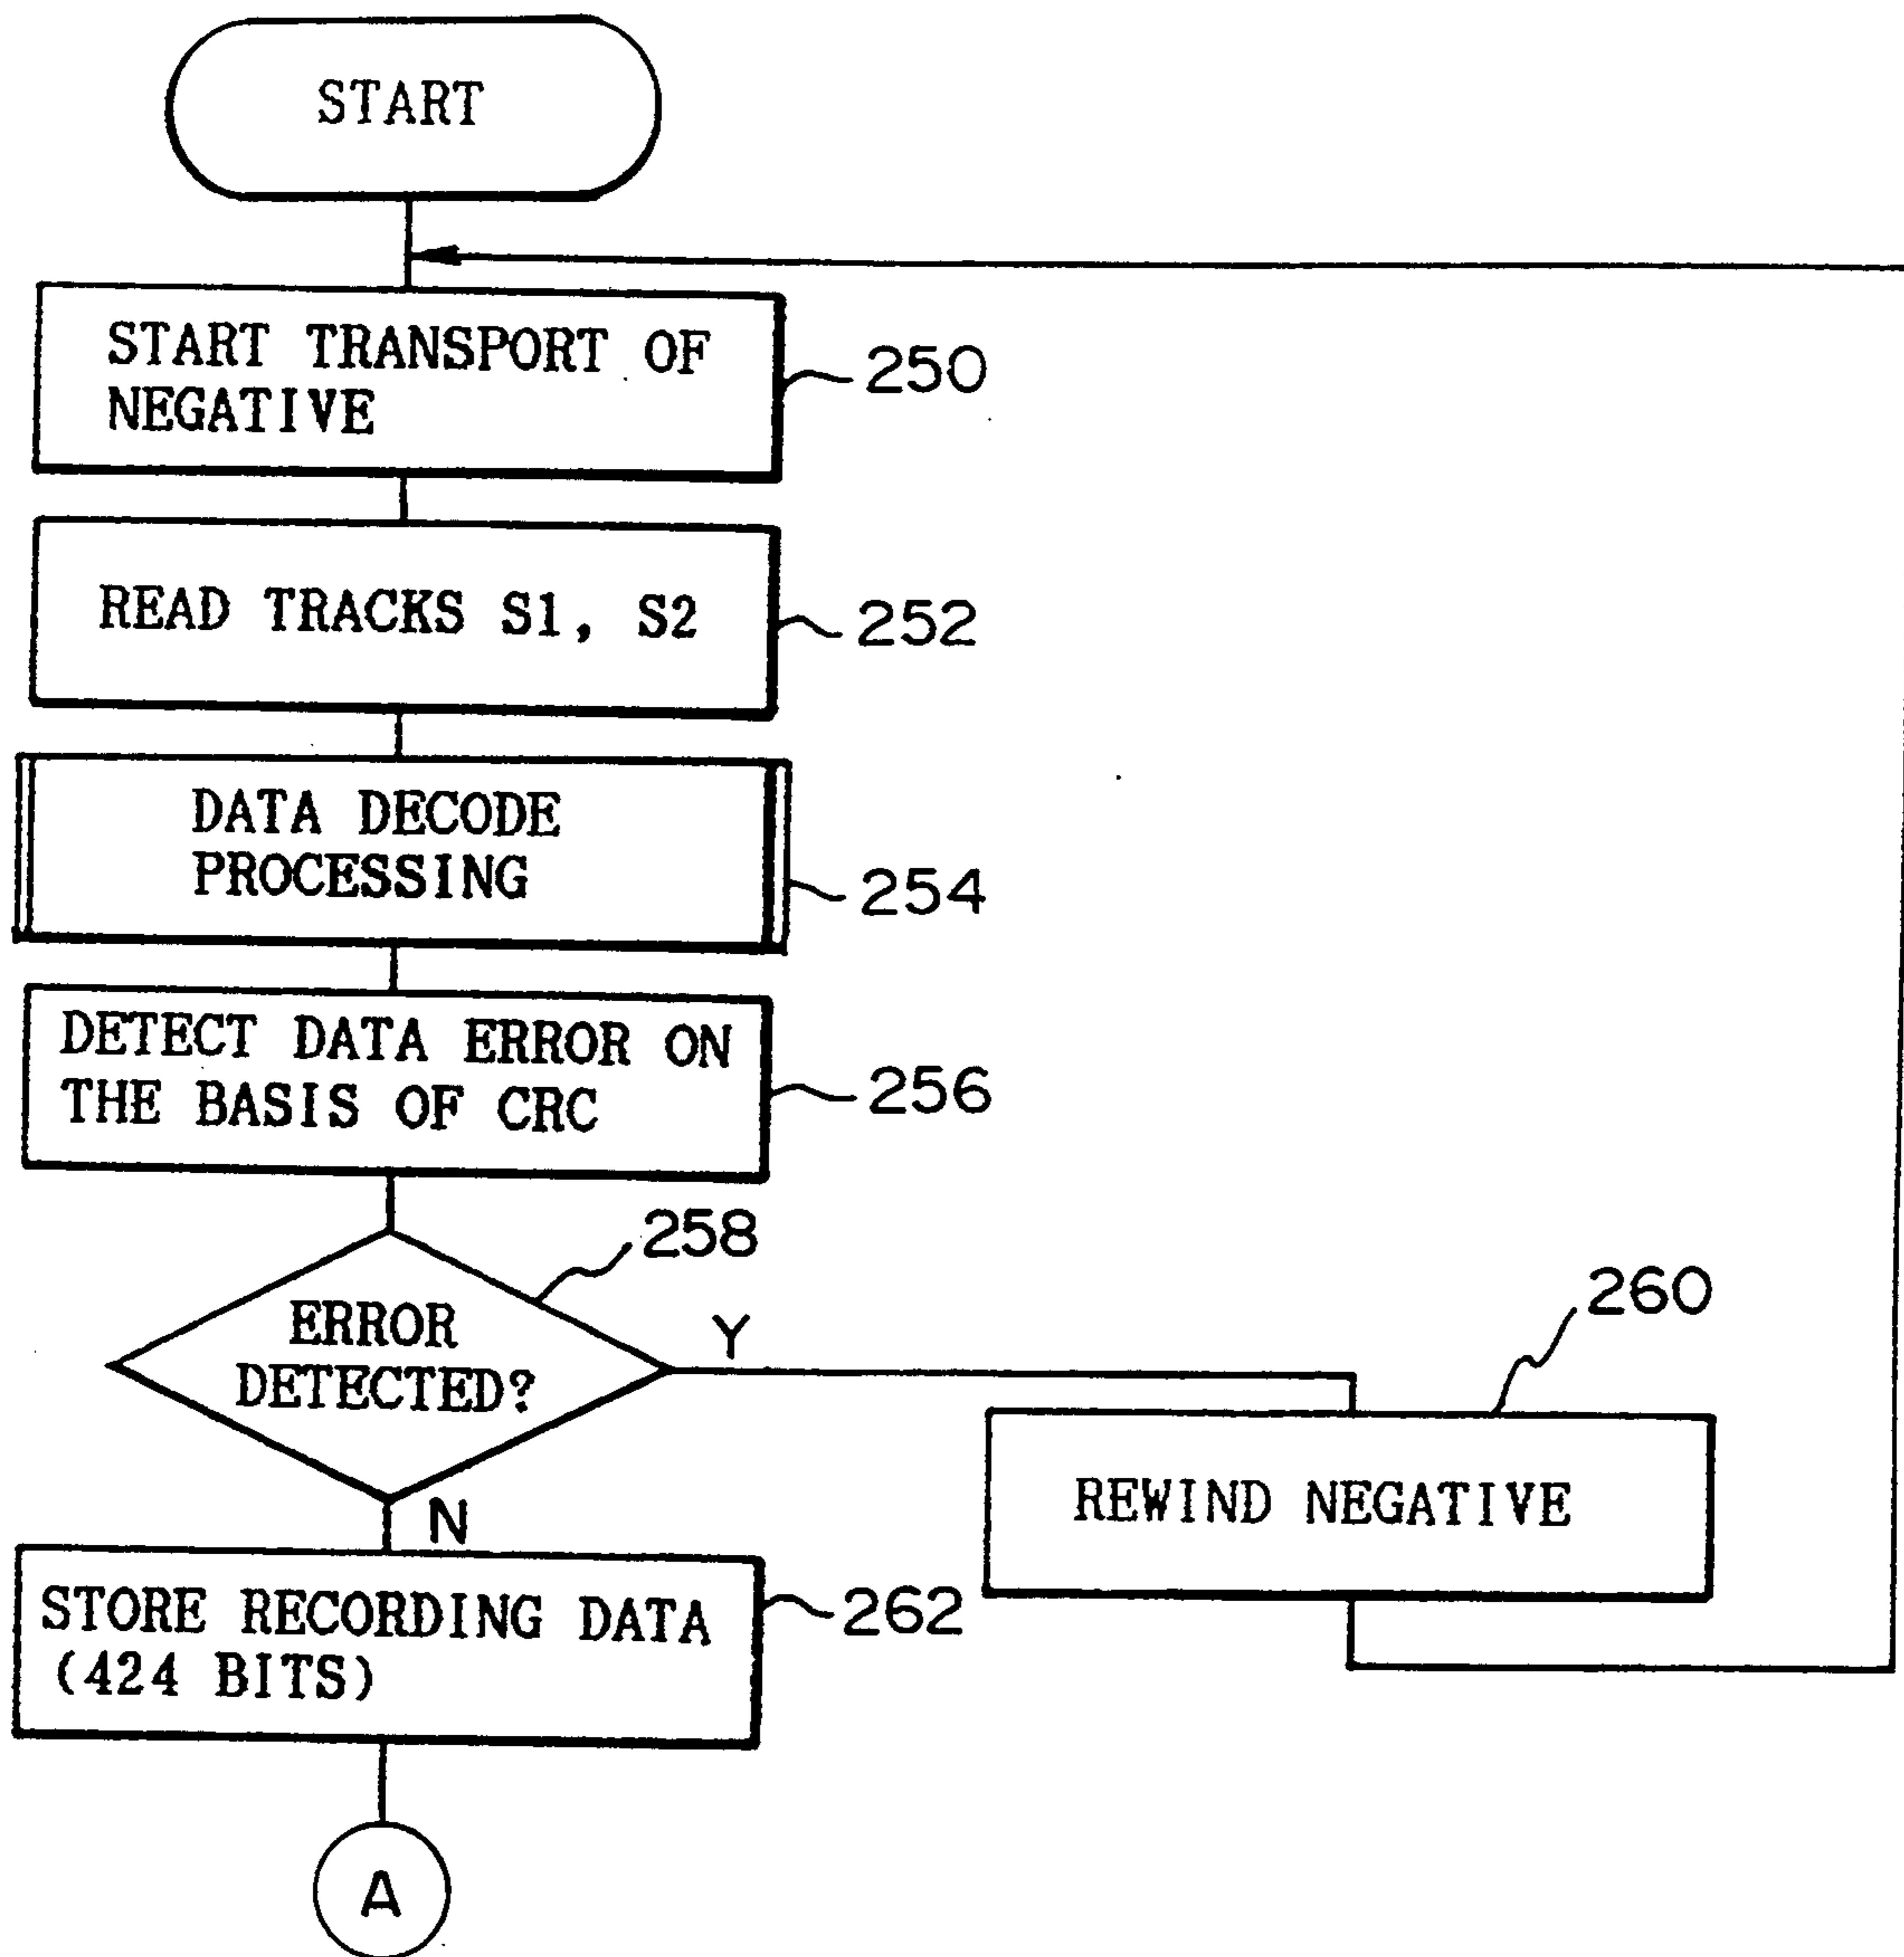 START
START TRANSPORT OF
NEGATIVE
250
READ TRACKS S1, S2
252
DATA DECODE
PROCESSING
254
DETECT DATA ERROR ON
THE BASIS OF CRC
256
258
ERROR
DETECTED?
Y
260
REWIND NEGATIVE
N
STORE RECORDING DATA
(424 BITS)
262
A